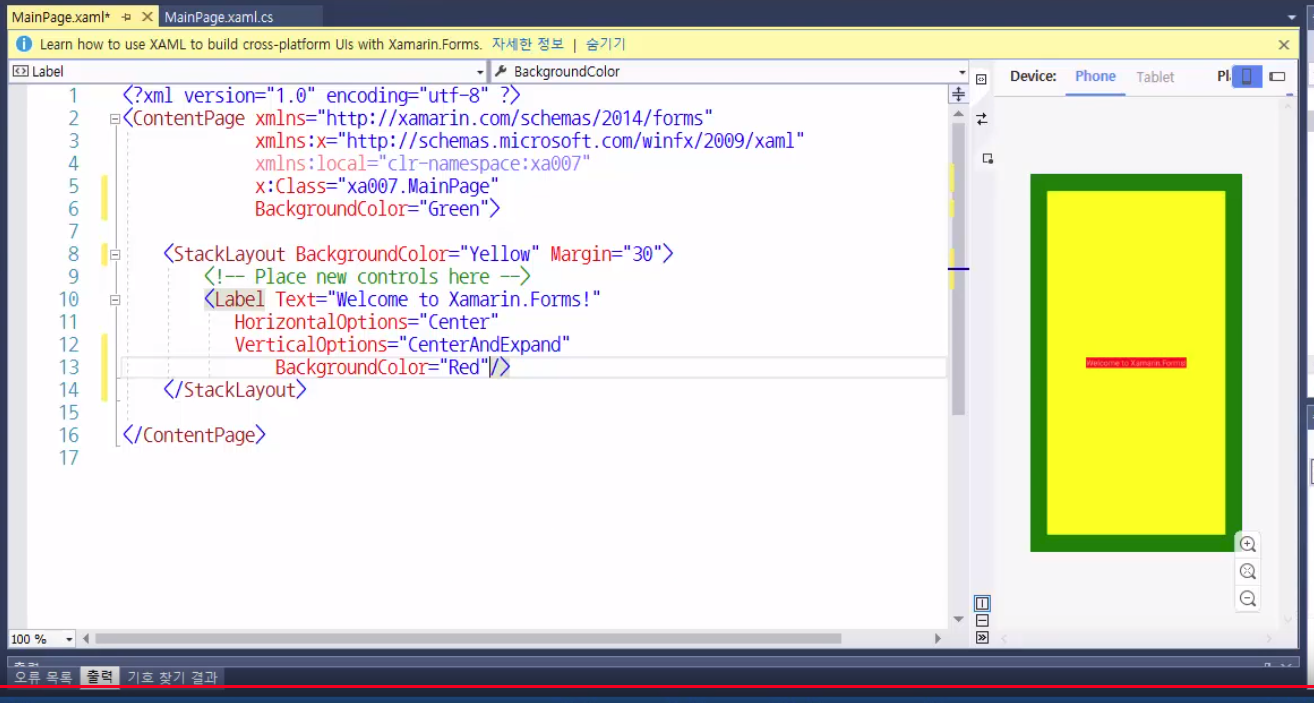 MainPage.xaml* MainPage.xaml.cs
Learn how to use XAML to build cross-platform UIs with Xamarin.Forms. 자세한 정보 | 숨기기
Label BackgroundColor
Device: Phone Tablet
1 <?xml version="1.0" encoding="utf-8" ?>
2 <ContentPage xmlns="http://xamarin.com/schemas/2014/forms"
3 xmlns:x="http://schemas.microsoft.com/winfx/2009/xaml"
4 xmlns:local="clr-namespace:xa007"
5 x:Class="xa007.MainPage"
6 BackgroundColor="Green">
7
8 <StackLayout BackgroundColor="Yellow" Margin="30">
9 <!-- Place new controls here -->
10 <Label Text="Welcome to Xamarin.Forms!"
11 HorizontalOptions="Center"
12 VerticalOptions="CenterAndExpand"
13 BackgroundColor="Red"/>
14 </StackLayout>
15
16 </ContentPage>
17
Welcome to Xamarin.Forms!
100 %
오류 목록 출력 기호 찾기 결과